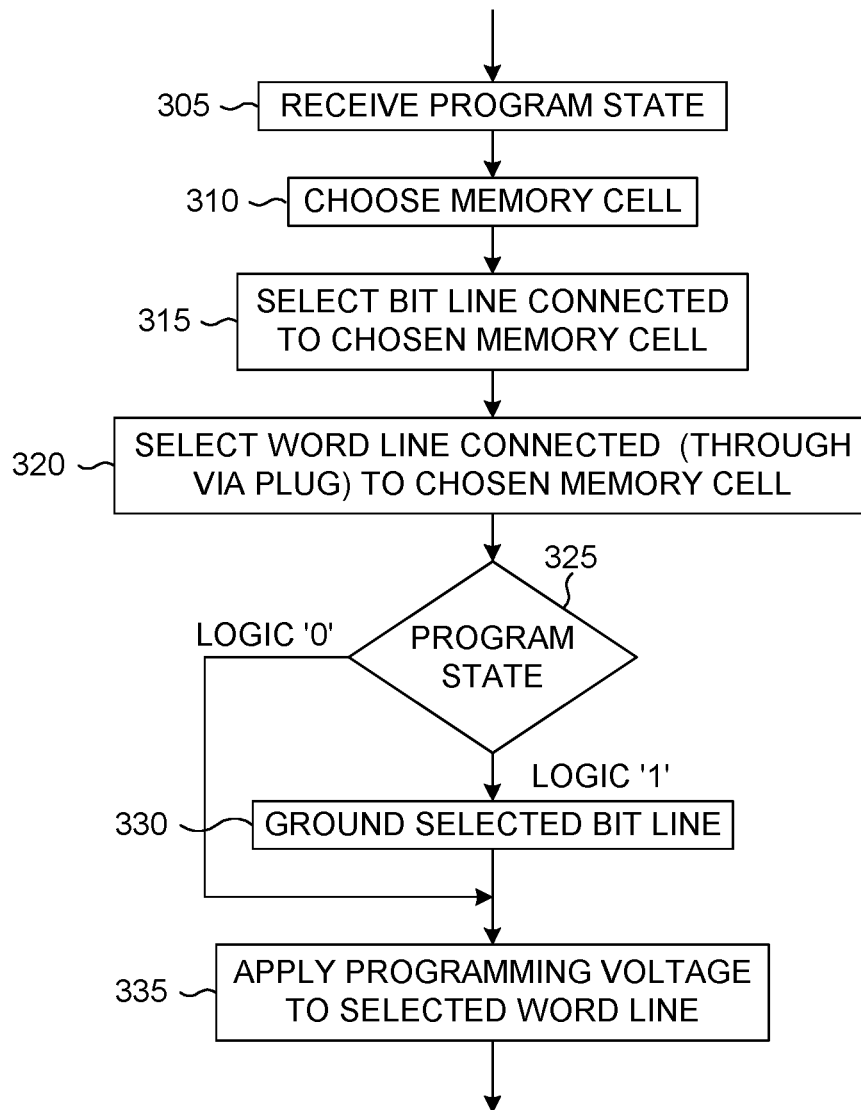 305
RECEIVE PROGRAM STATE
310
CHOOSE MEMORY CELL
315
SELECT BIT LINE CONNECTED
TO CHOSEN MEMORY CELL
320
SELECT WORD LINE CONNECTED (THROUGH
VIA PLUG) TO CHOSEN MEMORY CELL
325
LOGIC '0'
PROGRAM
STATE
LOGIC '1'
330
GROUND SELECTED BIT LINE
335
APPLY PROGRAMMING VOLTAGE
TO SELECTED WORD LINE